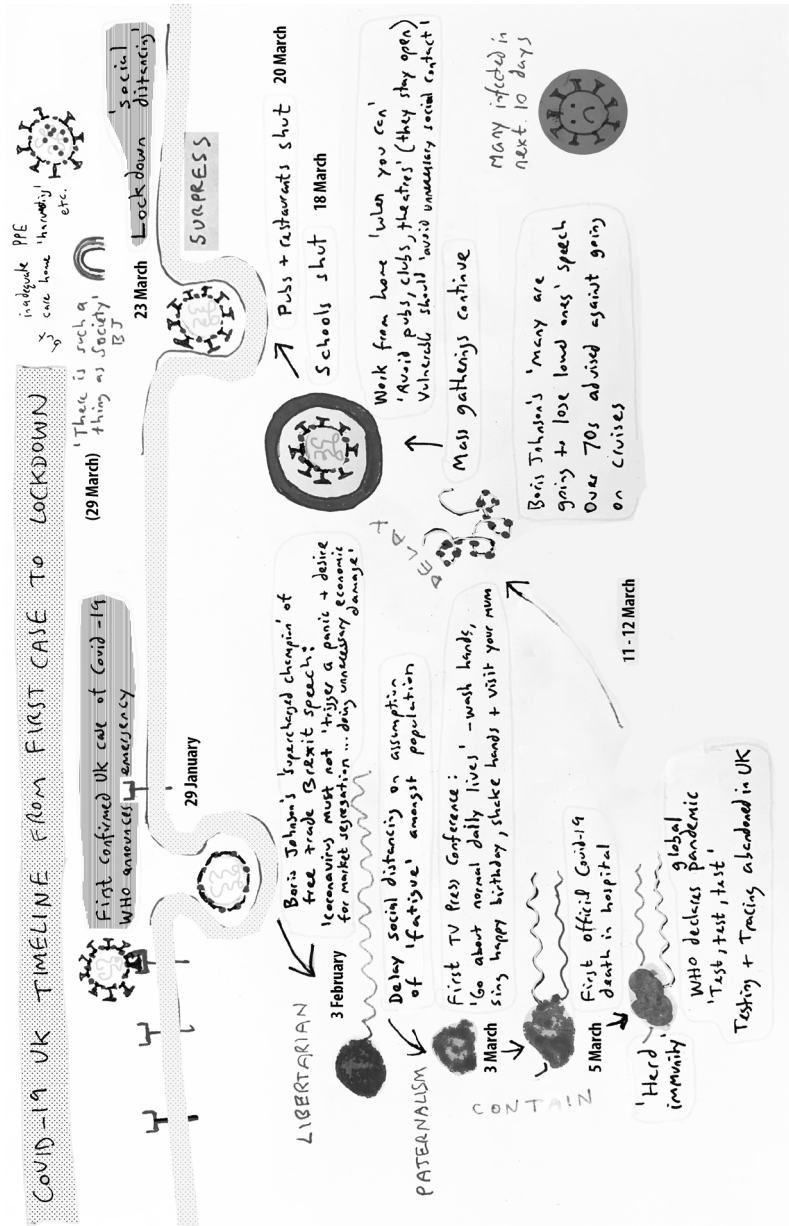 COVID-19 UK TIMELINE FROM FIRST CASE TO LOCKDOWN
First confirmed UK case of Covid-19
WHO announces emergency
29 January
'There is such a
thing as Society'
BJ
(29 March)
inadequate PPE
care home 'harvesting'
etc.
23 March
Lockdown 'social
distancing'
SURPRESS
LIBERTARIAN
3 February
Boris Johnson's 'supercharged champion' of
free trade Brexit speech:
'Coronavirus must not 'trigger a panic + desire
for market segregation... doing unnecessary economic
damage'
PATERNALISM
Delay social distancing on assumption
of 'fatigue' amongst population
3 March
First TV Press Conference:
'Go about normal daily lives' - wash hands,
sing happy birthday, shake hands + visit your mum
CONTAIN
5 March
First official Covid-19
death in hospital
'Herd
immunity'
WHO declares global pandemic
'Test, test, test'
Testing + Tracing abandoned in UK
11-12 March
DELAY
Boris Johnson's 'many are
going to lose loved ones' speech
Over 70s advised against going
on cruises
Mass gatherings continue
Work from home 'when you can'
'Avoid pubs, clubs, theatres' (they stay open)
Vulnerable should 'avoid unnecessary social contact'
Schools shut
18 March
Pubs + restaurants shut
20 March
Many infected in
next 10 days